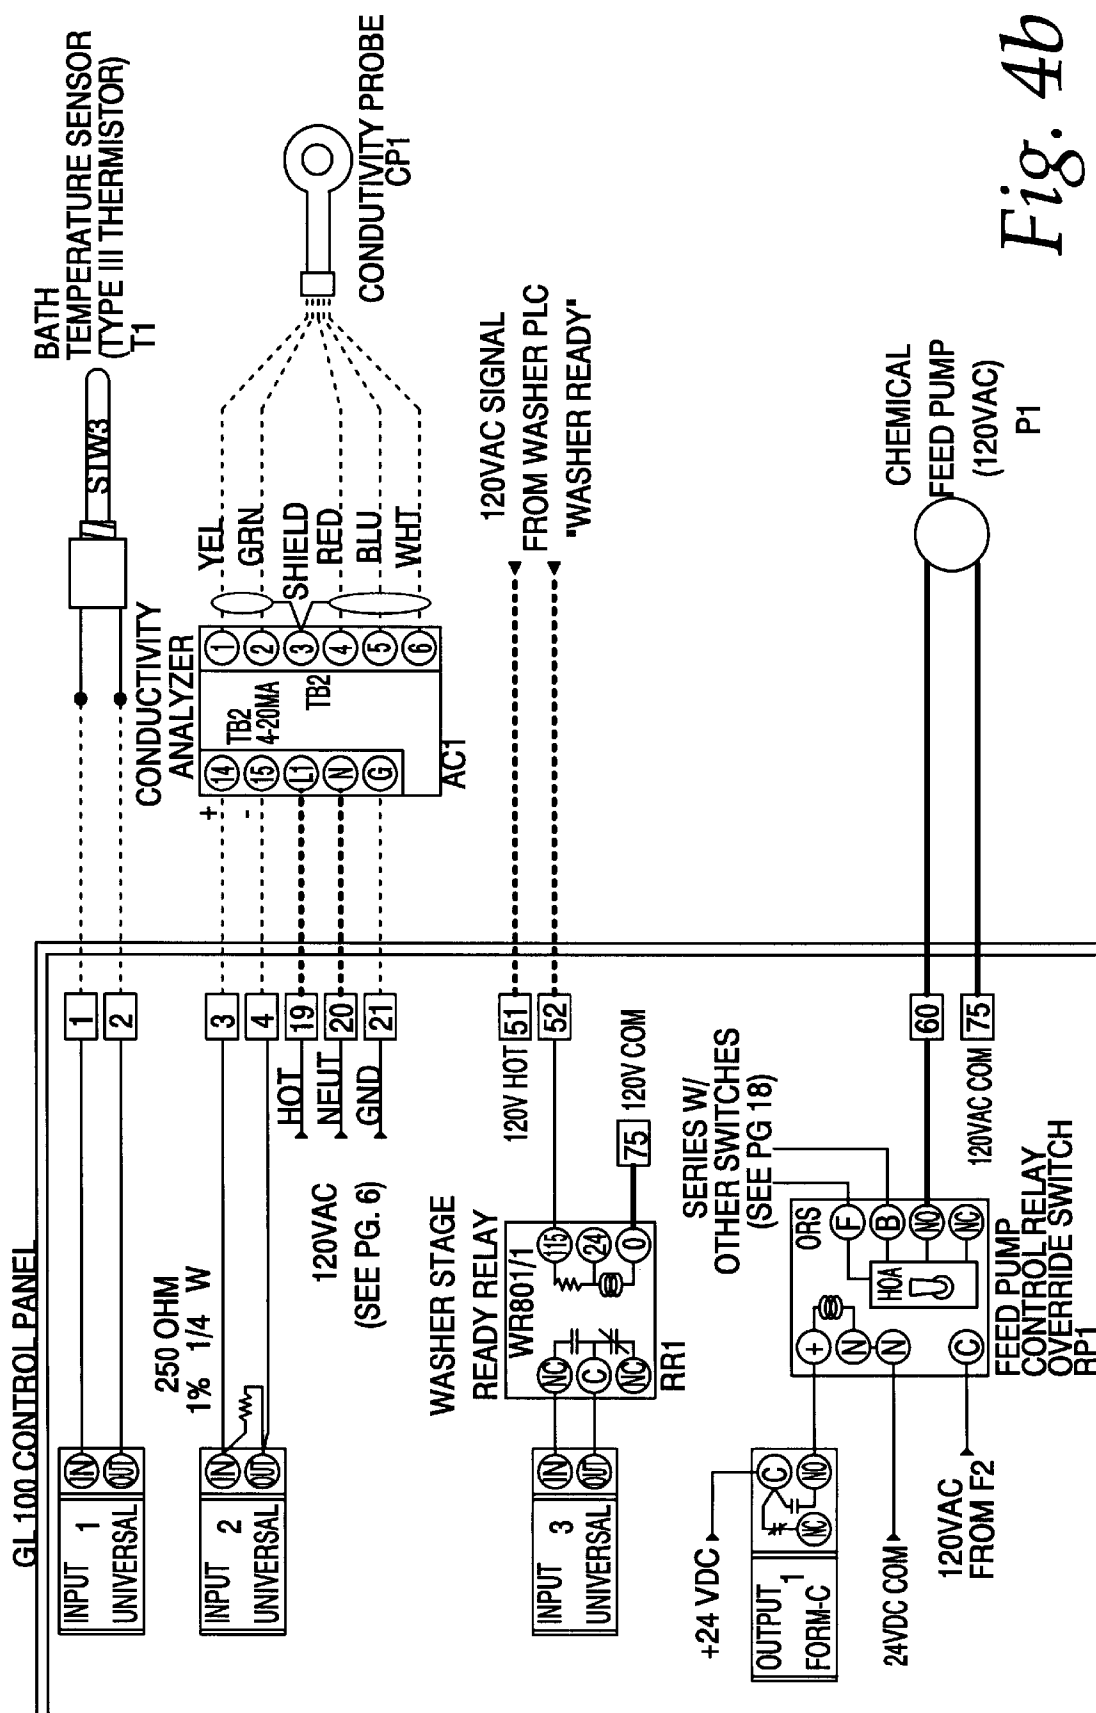 GL100 CONTROL PANEL
BATH
TEMPERATURE SENSOR
(TYPE III THERMISTOR)
T1
STW3
1
2
INPUT 1
UNIVERSAL
IN
OUT
CONDUCTIVITY
ANALYZER
AC1
TB2
4-20MA
TB2
+
-
14
15
L1
N
G
1
2
3
4
5
6
YEL
GRN
SHIELD
RED
BLU
WHT
CONDUTIVITY PROBE
CP1
3
4
19
20
21
HOT
NEUT
GND
120VAC
(SEE PG. 6)
250 OHM
1% 1/4 W
INPUT 2
UNIVERSAL
IN
OUT
120VAC SIGNAL
FROM WASHER PLC
"WASHER READY"
120V HOT
51
52
75
120V COM
WASHER STAGE
READY RELAY
WR801/1
115
24
0
NC
C
NC
RR1
INPUT 3
UNIVERSAL
IN
OUT
SERIES W/
OTHER SWITCHES
(SEE PG 18)
CHEMICAL
FEED PUMP
(120VAC)
P1
60
75
120VAC COM
ORS
F
B
NO
NC
HOA
+
N
N
C
FEED PUMP
CONTROL RELAY
OVERRIDE SWITCH
RP1
+24 VDC
OUTPUT 1
FORM-C
C
NO
NC
24VDC COM
120VAC
FROM F2
Fig. 4b